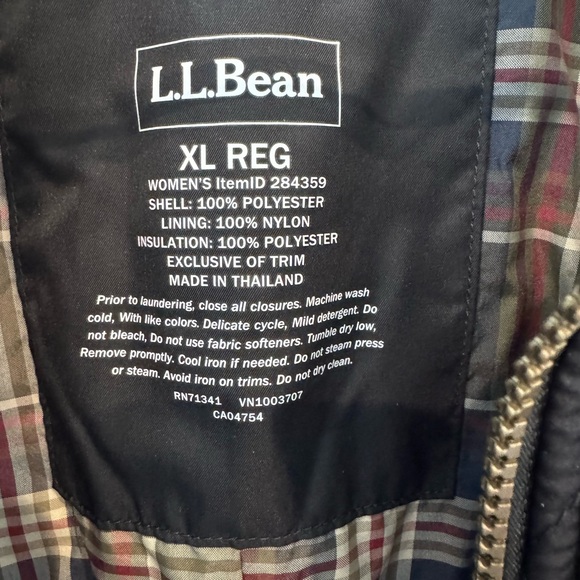 L.L.Bean
XL REG
WOMEN'S ItemID 284359
SHELL: 100% POLYESTER
LINING: 100% NYLON
INSULATION: 100% POLYESTER
EXCLUSIVE OF TRIM
MADE IN THAILAND
Prior to laundering, close all closures. Machine wash
cold, With like colors. Delicate cycle, Mild detergent. Do
not bleach, Do not use fabric softeners. Tumble dry low,
Remove promptly. Cool iron if needed. Do not steam press
or steam. Avoid iron on trims. Do not dry clean.
RN71341 VN1003707
CA04754